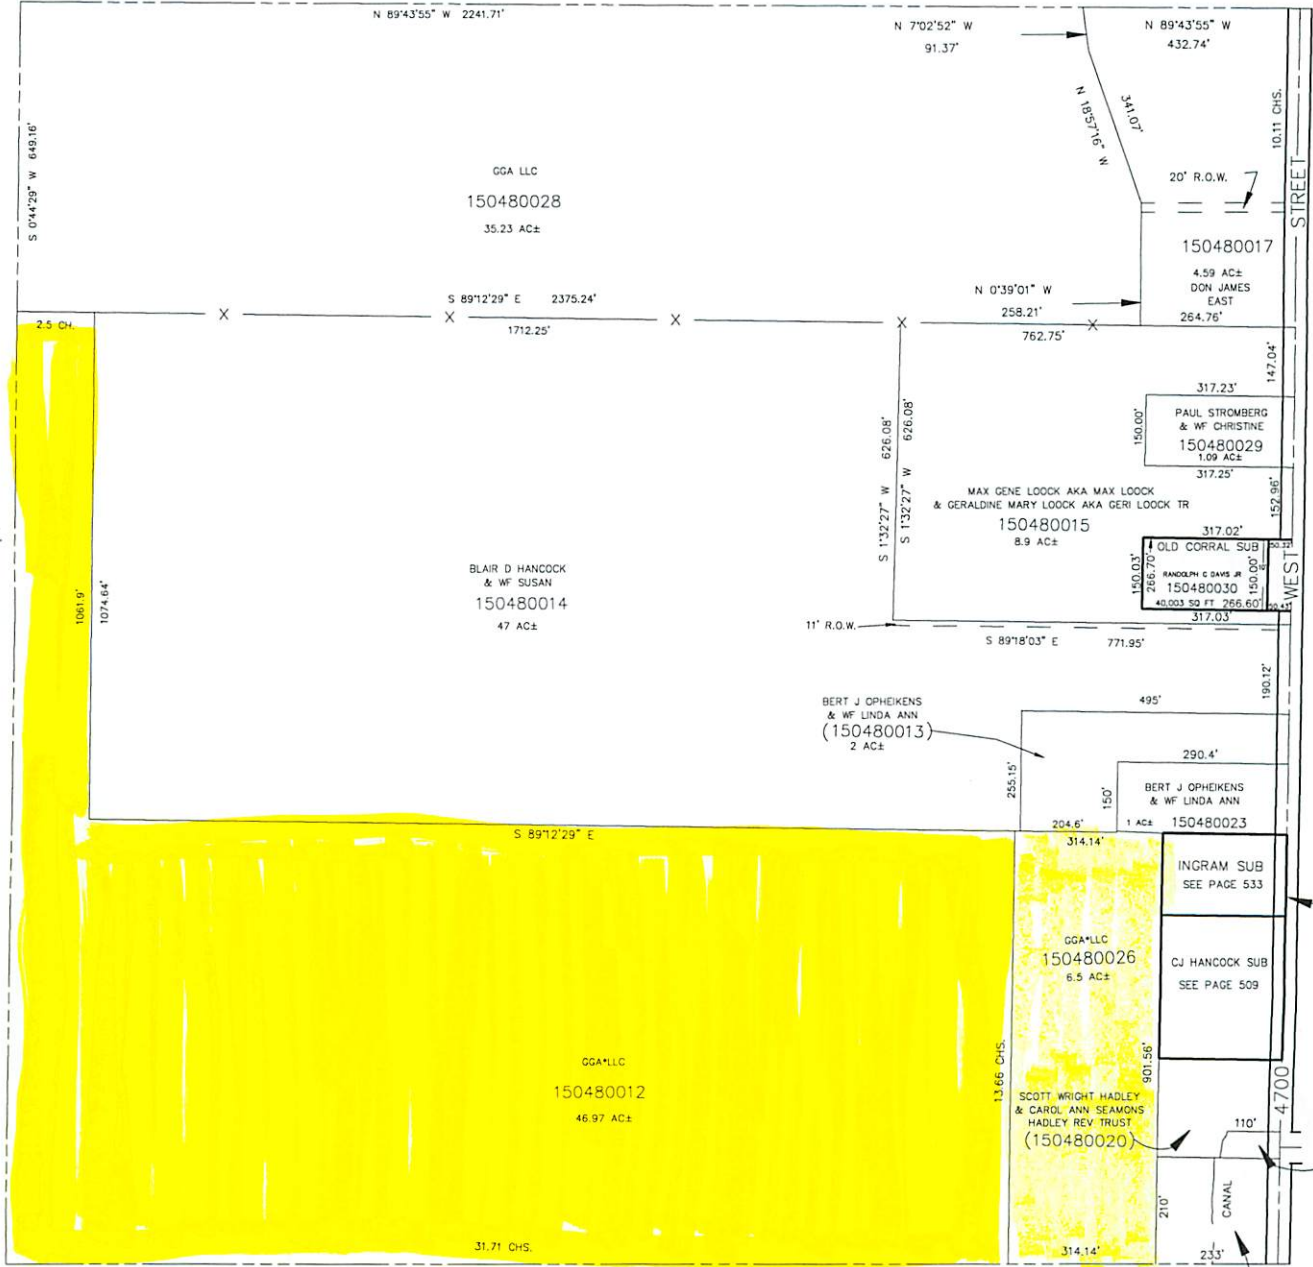 N 89°43'55" W 2241.71'
N 7°02'52" W
91.37'
N 89°43'55" W
432.74'
S 0°44'29" W 649.16'
N 18°57'16" W
341.07'
10.11 CHS.
GGA LLC
150480028
35.23 AC±
20' R.O.W.
STREET
150480017
4.59 AC±
DON JAMES
EAST
264.76'
N 0°39'01" W
258.21'
S 89°12'29" E 2375.24'
2.5 CH.
X X X X X
1712.25'
762.75'
147.04'
317.23'
150.00'
PAUL STROMBERG
& WF CHRISTINE
150480029
1.09 AC±
317.25'
152.96'
S 1°32'27" W 626.08'
S 1°32'27" W 626.08'
MAX GENE LOOCK AKA MAX LOOCK
& GERALDINE MARY LOOCK AKA GERI LOOCK TR
150480015
8.9 AC±
317.02'
OLD CORRAL SUB
150.03'
266.70'
RANDOLPH C DAVIS JR
150480030
40,003 SQ FT 266.60'
150.00'
50.32'
50.43'
317.03'
WEST
BLAIR D HANCOCK
& WF SUSAN
150480014
47 AC±
1061.9'
1074.64'
11' R.O.W.
S 89°18'03" E 771.95'
190.12'
495'
BERT J OPHEIKENS
& WF LINDA ANN
(150480013)
2 AC±
255.15'
290.4'
150'
BERT J OPHEIKENS
& WF LINDA ANN
1 AC± 150480023
204.6'
314.14'
S 89°12'29" E
INGRAM SUB
SEE PAGE 533
GGA*LLC
150480026
6.5 AC±
CJ HANCOCK SUB
SEE PAGE 509
13.66 CHS.
901.56'
GGA*LLC
150480012
46.97 AC±
SCOTT WRIGHT HADLEY
& CAROL ANN SEAMONS
HADLEY REV TRUST
(150480020)
4700
110'
210'
CANAL
31.71 CHS.
314.14'
233'